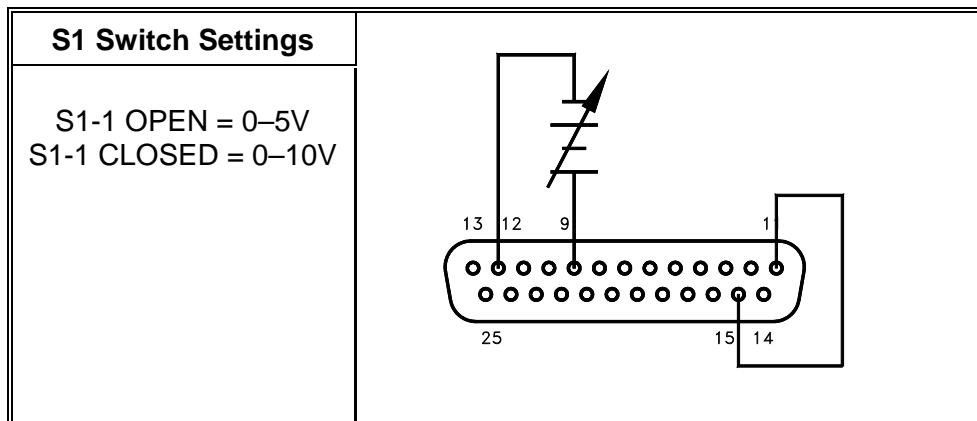 S1 Switch Settings
S1-1 OPEN = 0–5V
S1-1 CLOSED = 0–10V
13 12 9 1
25 15 14